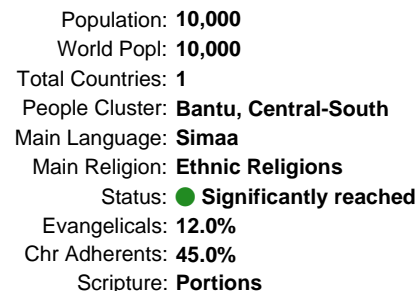 Population: 10,000
World Popl: 10,000
Total Countries: 1
People Cluster: Bantu, Central-South
Main Language: Simaa
Main Religion: Ethnic Religions
Status: Significantly reached
Evangelicals: 12.0%
Chr Adherents: 45.0%
Scripture: Portions